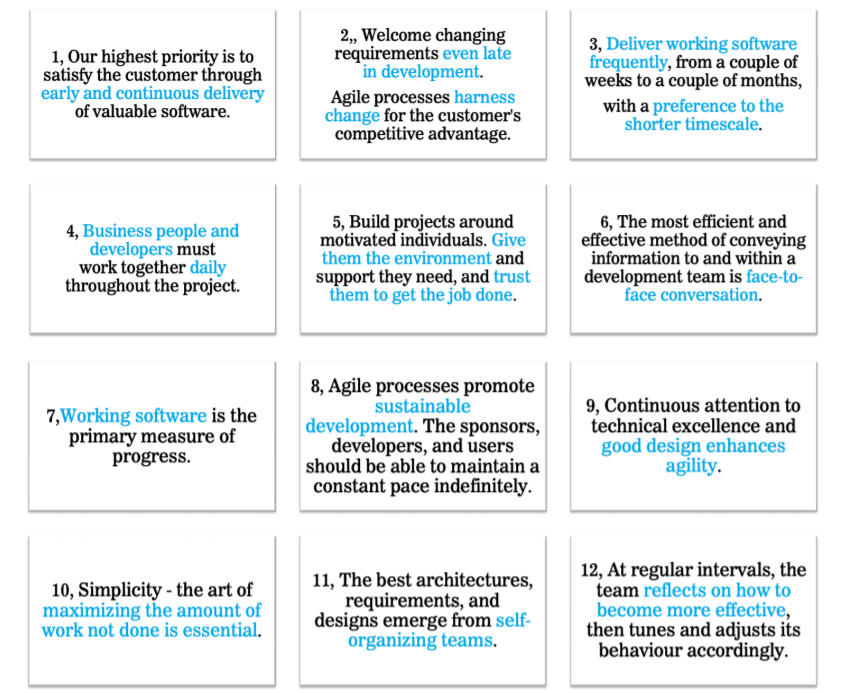 1, Our highest priority is to
satisfy the customer through
early and continuous delivery
of valuable software.
2,, Welcome changing
requirements even late
in development.
Agile processes harness
change for the customer's
competitive advantage.
3, Deliver working software
frequently, from a couple of
weeks to a couple of months,
with a preference to the
shorter timescale.
4, Business people and
developers must
work together daily
throughout the project.
5, Build projects around
motivated individuals. Give
them the environment and
support they need, and trust
them to get the job done.
6, The most efficient and
effective method of conveying
information to and within a
development team is face-to-
face conversation.
7,Working software is the
primary measure of
progress.
8, Agile processes promote
sustainable
development. The sponsors,
developers, and users
should be able to maintain a
constant pace indefinitely.
9, Continuous attention to
technical excellence and
good design enhances
agility.
10, Simplicity - the art of
maximizing the amount of
work not done is essential.
11, The best architectures,
requirements, and
designs emerge from self-
organizing teams.
12, At regular intervals, the
team reflects on how to
become more effective,
then tunes and adjusts its
behaviour accordingly.